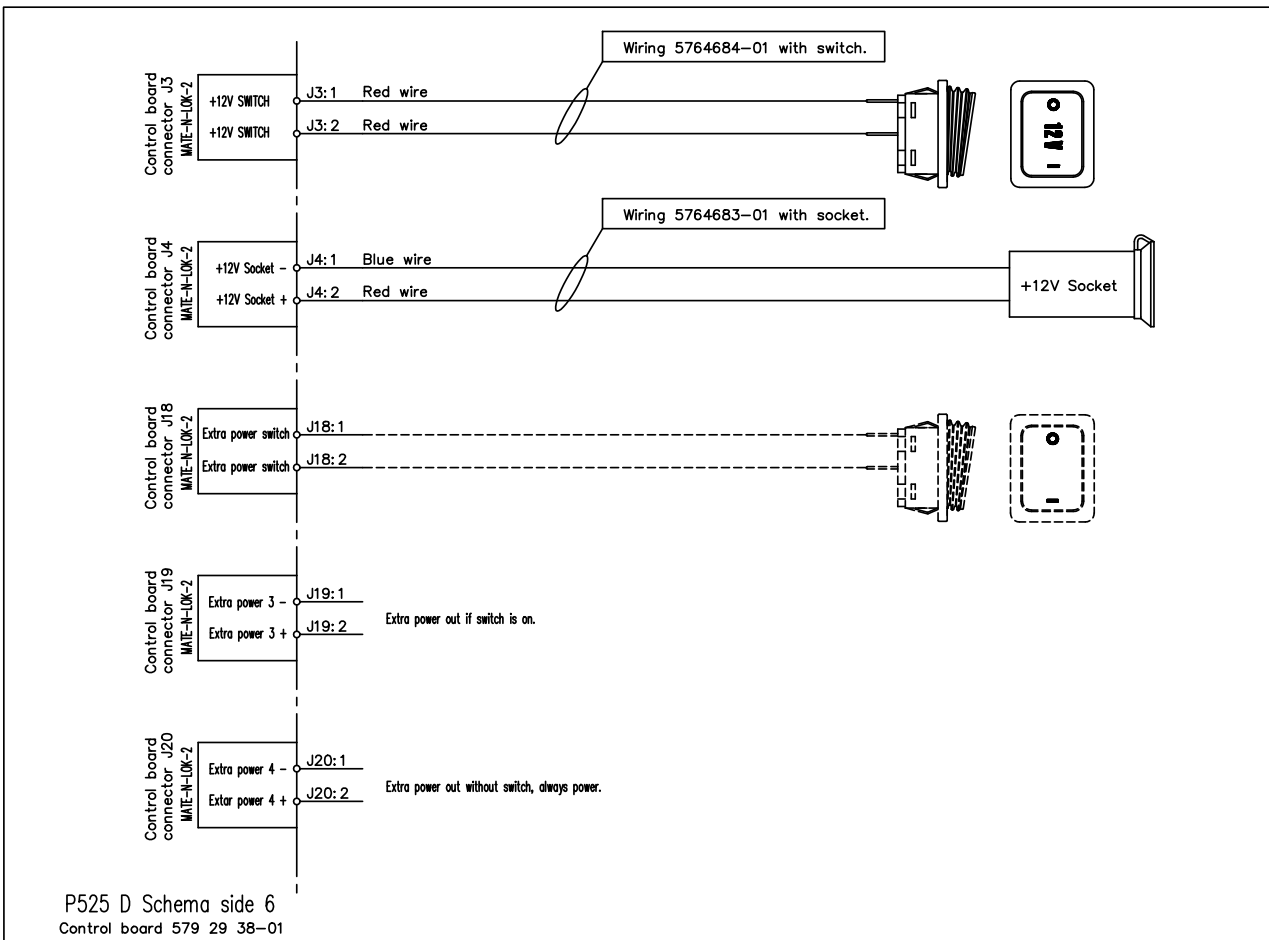 Wiring 5764684-01 with switch.
Control board
connector J3
MATE-N-LOK-2
+12V SWITCH
J3:1 Red wire
+12V SWITCH
J3:2 Red wire
12V
Wiring 5764683-01 with socket.
Control board
connector J4
MATE-N-LOK-2
+12V Socket -
J4:1 Blue wire
+12V Socket +
J4:2 Red wire
+12V Socket
Control board
connector J18
MATE-N-LOK-2
Extra power switch
J18:1
Extra power switch
J18:2
Control board
connector J19
MATE-N-LOK-2
Extra power 3 -
J19:1
Extra power 3 +
J19:2
Extra power out if switch is on.
Control board
connector J20
MATE-N-LOK-2
Extra power 4 -
J20:1
Extar power 4 +
J20:2
Extra power out without switch, always power.
P525 D Schema side 6
Control board 579 29 38-01